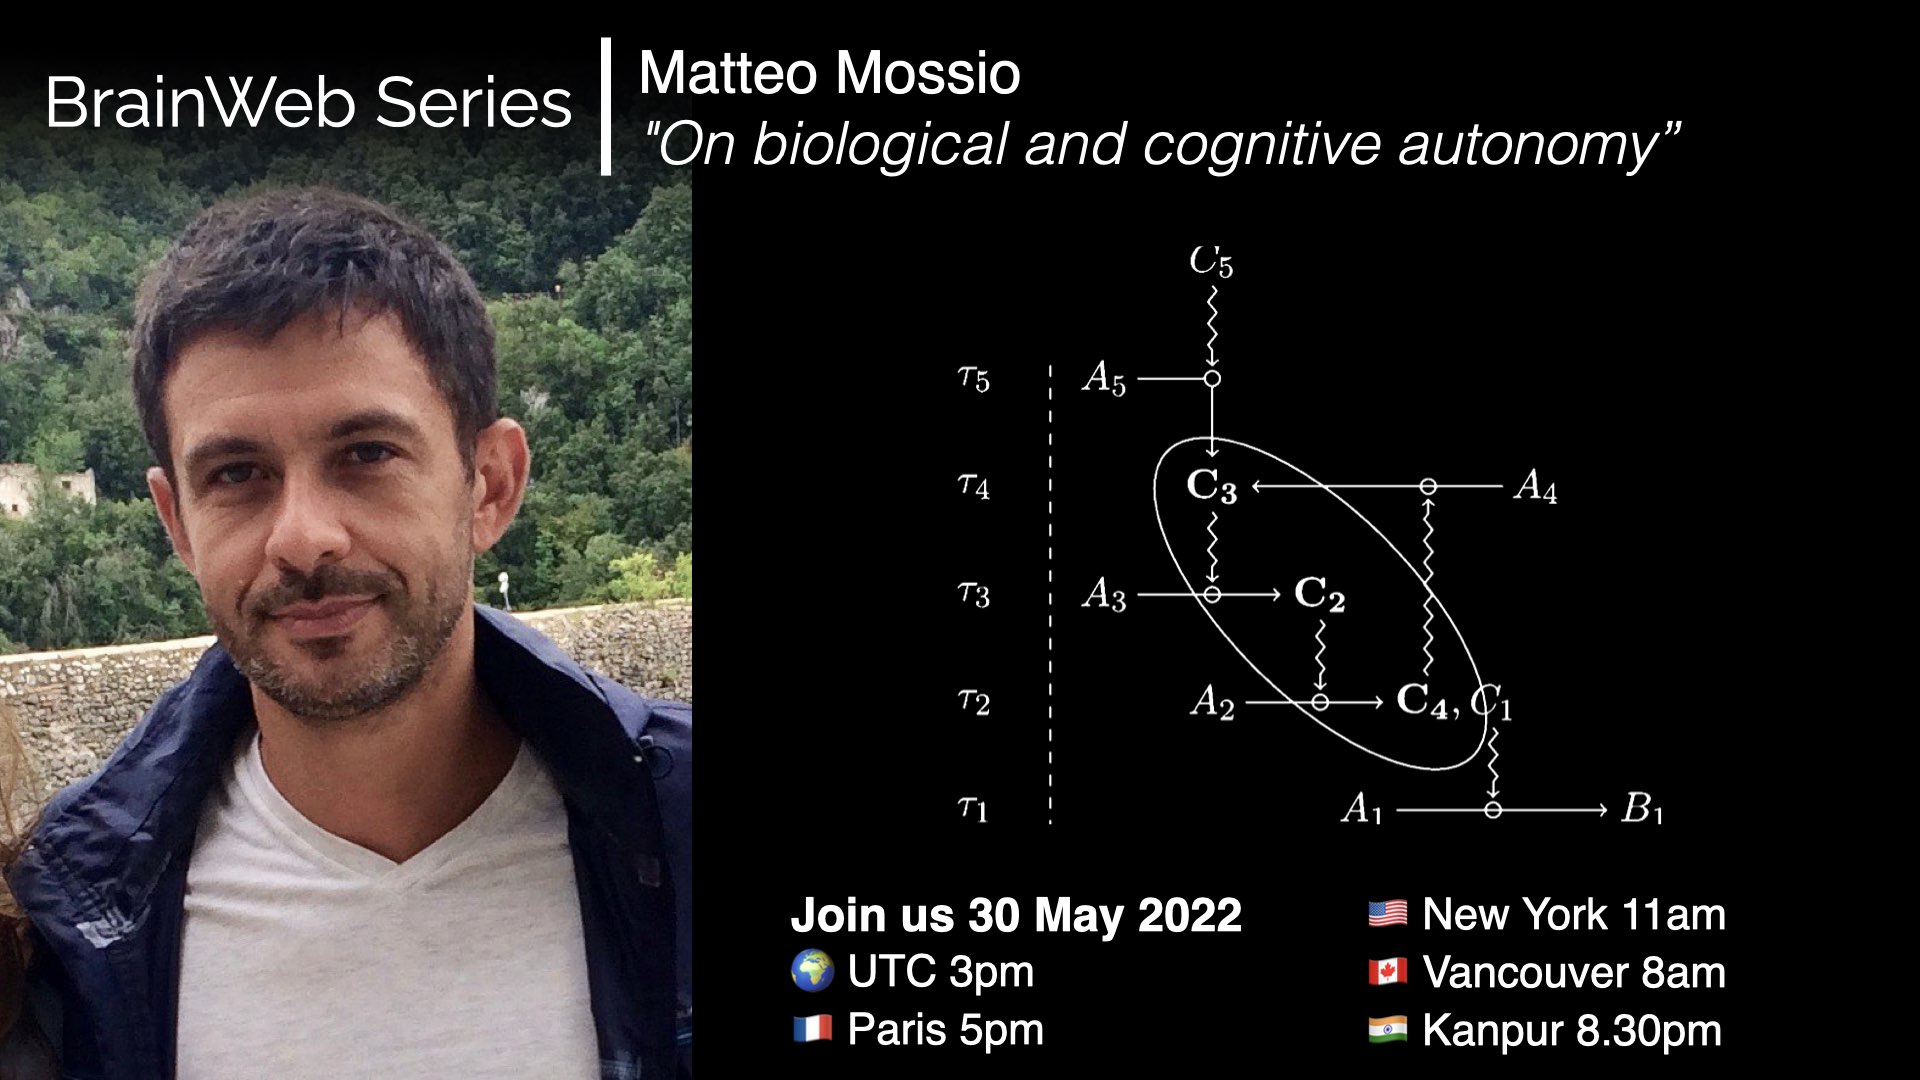 BrainWeb Series
Matteo Mossio
"On biological and cognitive autonomy”
C5
τ5 A5
τ4 C3 A4
τ3 A3 C2
τ2 A2 C4, C1
τ1 A1 B1
Join us 30 May 2022
UTC 3pm
Paris 5pm
New York 11am
Vancouver 8am
Kanpur 8.30pm